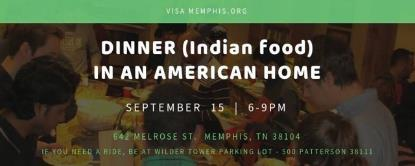 VISA MEMPHIS.ORG
DINNER (Indian food)
IN AN AMERICAN HOME
SEPTEMBER 15 | 6-9PM
642 MELROSE ST. MEMPHIS, TN 38104
IF YOU NEED A RIDE, BE AT WILDER TOWER PARKING LOT - 500 PATTERSON 38111